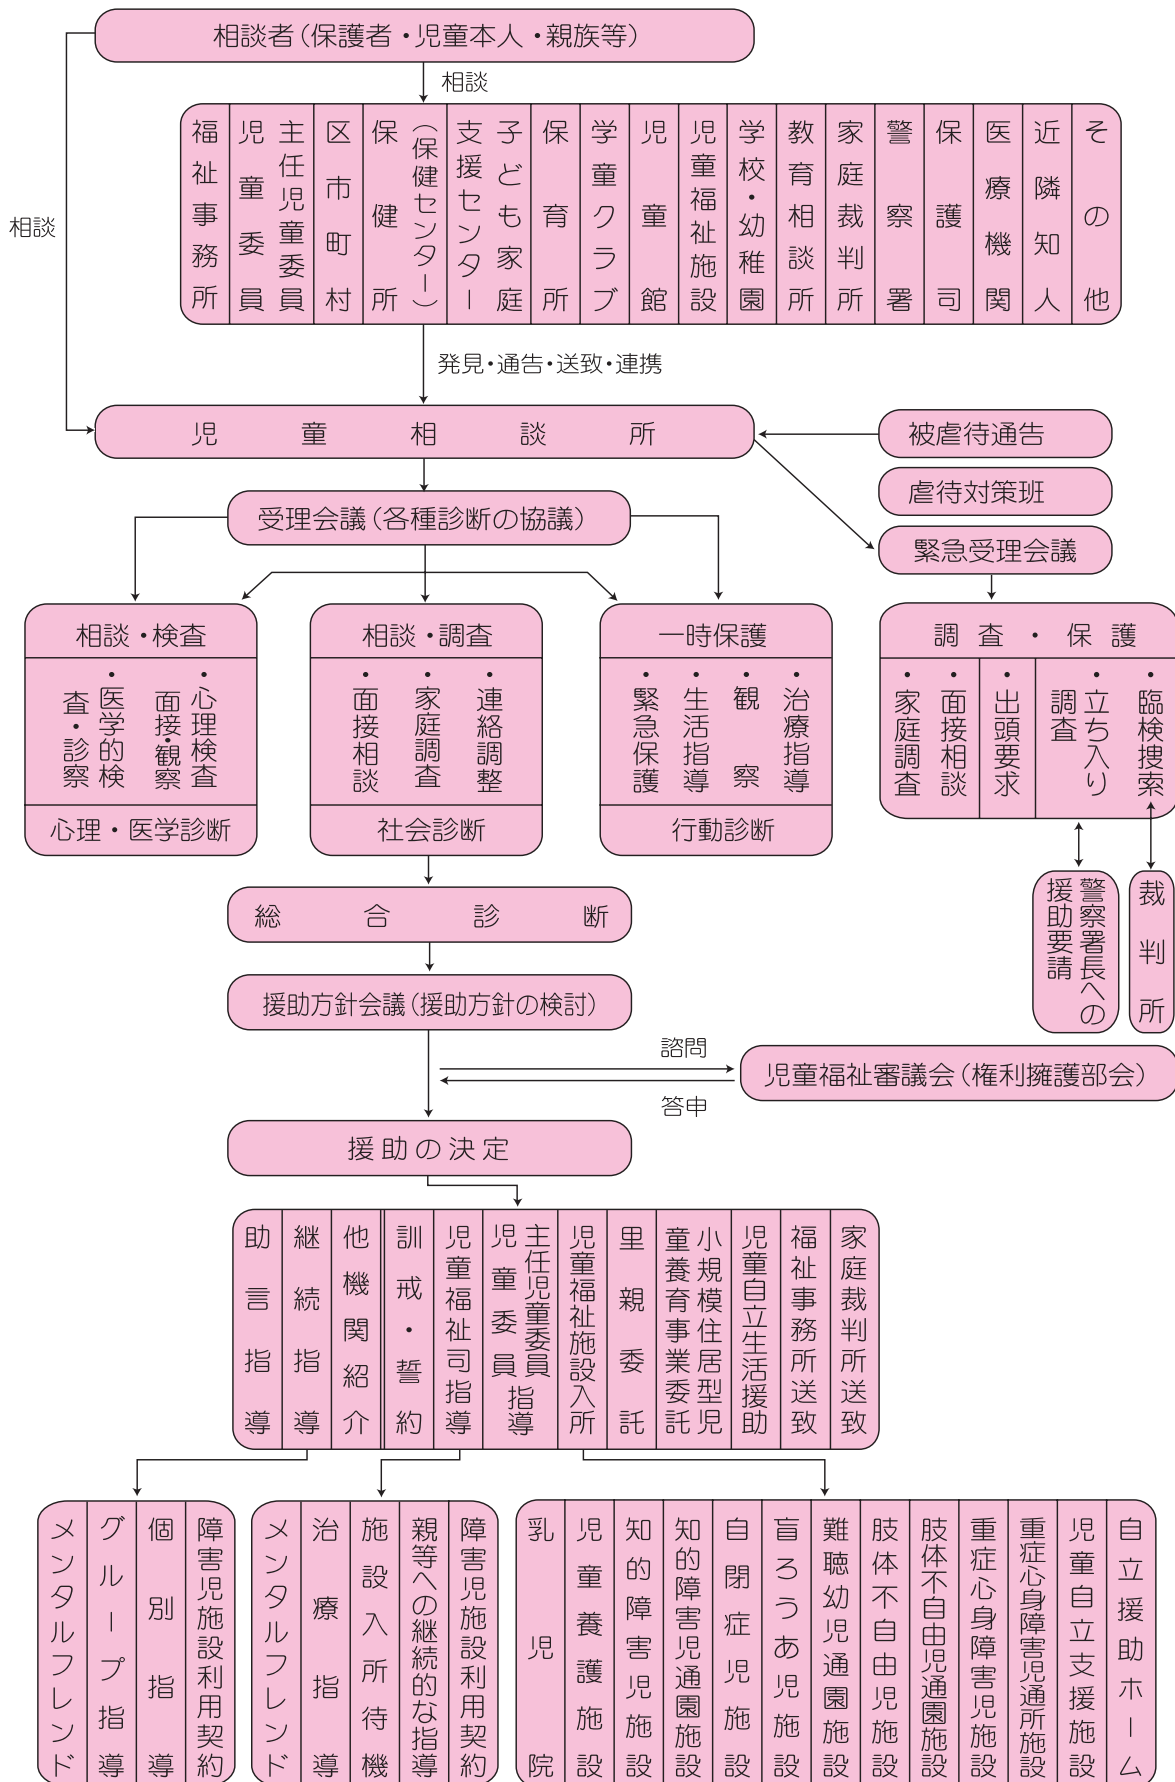 相談者(保護者・児童本人・親族等)
相談
相談
福祉事務所
児童委員
主任児童委員
区市町村
保健所
(保健センター)
子ども家庭
支援センター
保育所
学童クラブ
児童館
児童福祉施設
学校・幼稚園
教育相談所
家庭裁判所
警察署
保護司
医療機関
近隣知人
その他
発見・通告・送致・連携
児童相談所
被虐待通告
虐待対策班
緊急受理会議
受理会議(各種診断の協議)
相談・検査
・心理検査
面接・観察
・医学的検
査・診察
心理・医学診断
相談・調査
・面接相談
・家庭調査
・連絡調整
社会診断
一時保護
・緊急保護
・生活指導
・観察
・治療指導
行動診断
調査・保護
・家庭調査
・面接相談
・出頭要求
・立ち入り
調査
・臨検捜索
警察署長への
援助要請
裁判所
総合診断
援助方針会議(援助方針の検討)
諮問
答申
児童福祉審議会(権利擁護部会)
援助の決定
助言指導
継続指導
他機関紹介
訓戒・誓約
児童福祉司指導
児童委員
主任児童委員
指導
児童福祉施設入所
里親委託
小規模住居型児
童養育事業委託
児童自立生活援助
福祉事務所送致
家庭裁判所送致
メンタルフレンド
グループ指導
個別指導
障害児施設利用契約
メンタルフレンド
治療指導
施設入所待機
親等への継続的な指導
障害児施設利用契約
乳児院
児童養護施設
知的障害児施設
知的障害児通園施設
自閉症児施設
盲ろうあ児施設
難聴幼児通園施設
肢体不自由児施設
肢体不自由児通園施設
重症心身障害児施設
重症心身障害児通所施設
児童自立支援施設
自立援助ホーム